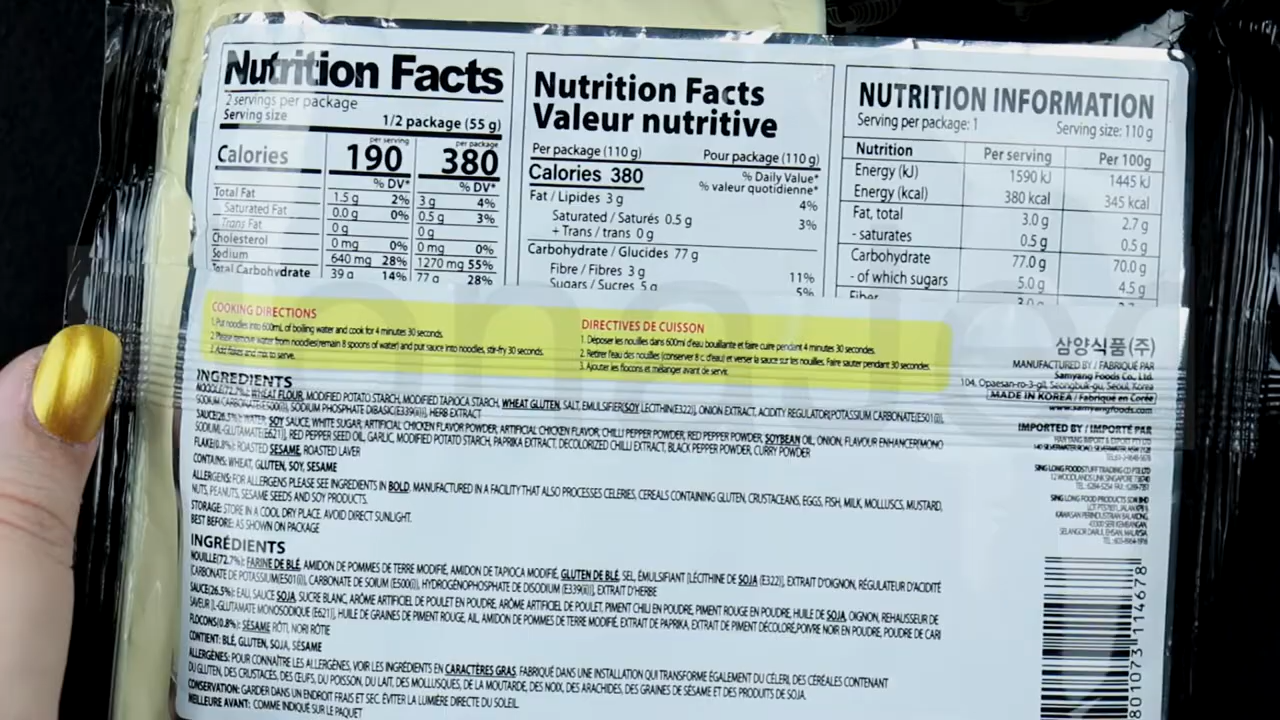 Nutrition Facts
2 servings per package
Serving size 1/2 package (55 g)
per serving per package
Calories 190 380
% DV* % DV*
Total Fat 1.5 g 2% 3 g 4%
Saturated Fat 0.0 g 0% 0.5 g 3%
Trans Fat 0 g 0 g
Cholesterol 0 mg 0% 0 mg 0%
Sodium 640 mg 28% 1270 mg 55%
Total Carbohydrate 39 g 14% 77 g 28%
Nutrition Facts
Valeur nutritive
Per package (110 g) Pour package (110 g)
Calories 380 % Daily Value*
% valeur quotidienne*
Fat / Lipides 3 g 4%
Saturated / Saturés 0.5 g 3%
+ Trans / trans 0 g
Carbohydrate / Glucides 77 g
Fibre / Fibres 3 g 11%
Sugars / Sucres 5 g 5%
NUTRITION INFORMATION
Serving per package: 1 Serving size: 110 g
Nutrition Per serving Per 100g
Energy (kJ) 1590 kJ 1445 kJ
Energy (kcal) 380 kcal 345 kcal
Fat, total 3.0 g 2.7 g
- saturates 0.5 g 0.5 g
Carbohydrate 77.0 g 70.0 g
- of which sugars 5.0 g 4.5 g
Fiber 3.0 g 2.7
COOKING DIRECTIONS
1. Put noodles into 600mL of boiling water and cook for 4 minutes 30 seconds.
2. Please remove water from noodles(remain 8 spoons of water) and put sauce into noodles, stir-fry 30 seconds.
3. Add flakes and mix to serve.
DIRECTIVES DE CUISSON
1. Déposer les nouilles dans 600ml d'eau bouillante et faire cuire pendant 4 minutes 30 secondes.
2. Retirer l'eau des nouilles (conserver 8 c. d'eau) et verser la sauce sur les nouilles. Faire sauter pendant 30 secondes.
3. Ajouter les flocons et mélanger avant de servir.
INGREDIENTS
NOODLE(72.7%): WHEAT FLOUR, MODIFIED POTATO STARCH, MODIFIED TAPIOCA STARCH, WHEAT GLUTEN, SALT, EMULSIFIER[SOY LECITHIN(E322)], ONION EXTRACT, ACIDITY REGULATOR[POTASSIUM CARBONATE(E501(i)),
SODIUM CARBONATE(E500(i)), SODIUM PHOSPHATE DIBASIC(E339(ii))], HERB EXTRACT
SAUCE(26.5%): WATER, SOY SAUCE, WHITE SUGAR, ARTIFICIAL CHICKEN FLAVOR POWDER, ARTIFICIAL CHICKEN FLAVOR, CHILLI PEPPER POWDER, RED PEPPER POWDER, SOYBEAN OIL, ONION, FLAVOUR ENHANCER[MONO
SODIUM L-GLUTAMATE(E621)], RED PEPPER SEED OIL, GARLIC, MODIFIED POTATO STARCH, PAPRIKA EXTRACT, DECOLORIZED CHILLI EXTRACT, BLACK PEPPER POWDER, CURRY POWDER
FLAKE(0.8%): ROASTED SESAME, ROASTED LAVER
CONTAINS: WHEAT, GLUTEN, SOY, SESAME
ALLERGENS: FOR ALLERGENS PLEASE SEE INGREDIENTS IN BOLD. MANUFACTURED IN A FACILITY THAT ALSO PROCESSES CELERIES, CEREALS CONTAINING GLUTEN, CRUSTACEANS, EGGS, FISH, MILK, MOLLUSCS, MUSTARD,
NUTS, PEANUTS, SESAME SEEDS AND SOY PRODUCTS.
STORAGE: STORE IN A COOL DRY PLACE. AVOID DIRECT SUNLIGHT.
BEST BEFORE: AS SHOWN ON PACKAGE
INGRÉDIENTS
NOUILLE(72.7%): FARINE DE BLÉ, AMIDON DE POMMES DE TERRE MODIFIÉ, AMIDON DE TAPIOCA MODIFIÉ, GLUTEN DE BLÉ, SEL, ÉMULSIFIANT [LÉCITHINE DE SOJA (E322)], EXTRAIT D'OIGNON, RÉGULATEUR D'ACIDITÉ
[CARBONATE DE POTASSIUM(E501(i)), CARBONATE DE SOIUM (E500(i)), HYDROGÉNOPHOSPHATE DE DISODIUM (E339(ii))], EXTRAIT D'HERBE
SAUCE(26.5%): EAU, SAUCE SOJA, SUCRE BLANC, ARÔME ARTIFICIEL DE POULET EN POUDRE, ARÔME ARTIFICIEL DE POULET, PIMENT CHILI EN POUDRE, PIMENT ROUGE EN POUDRE, HUILE DE SOJA, OIGNON, REHAUSSEUR DE
SAVEUR [L-GLUTAMATE MONOSODIQUE (E621)], HUILE DE GRAINES DE PIMENT ROUGE, AIL, AMIDON DE POMMES DE TERRE MODIFIÉ, EXTRAIT DE PAPRIKA, EXTRAIT DE PIMENT DÉCOLORÉ,POIVRE NOIR EN POUDRE, POUDRE DE CARI
FLOCONS(0.8%): SÉSAME RÔTI, NORI RÔTIE
CONTIENT: BLÉ, GLUTEN, SOJA, SÉSAME
ALLERGÈNES: POUR CONNAÎTRE LES ALLERGÈNES, VOIR LES INGRÉDIENTS EN CARACTÈRES GRAS. FABRIQUÉ DANS UNE INSTALLATION QUI TRANSFORME ÉGALEMENT DU CÉLERI, DES CÉRÉALES CONTENANT
DU GLUTEN, DES CRUSTACÉS, DES ŒUFS, DU POISSON, DU LAIT, DES MOLLUSQUES, DE LA MOUTARDE, DES NOIX, DES ARACHIDES, DES GRAINES DE SÉSAME ET DES PRODUITS DE SOJA.
CONSERVATION: GARDER DANS UN ENDROIT FRAIS ET SEC. ÉVITER LA LUMIÈRE DIRECTE DU SOLEIL.
MEILLEURE AVANT: COMME INDIQUÉ SUR LE PAQUET
삼양식품(주)
MANUFACTURED BY / FABRIQUÉ PAR
Samyang Foods Co., Ltd.
104, Opaesan-ro-3-gil, Seongbuk-gu, Seoul, Korea
MADE IN KOREA / Fabriqué en Corée
www.samyangfoods.com
IMPORTED BY / IMPORTÉ PAR
SING LONG FOODSTUFF TRADING CO PTE LTD
SING LONG FOOD PRODUCTS SDN BHD
SELANGOR DARUL EHSAN, MALAYSIA
801073 114678